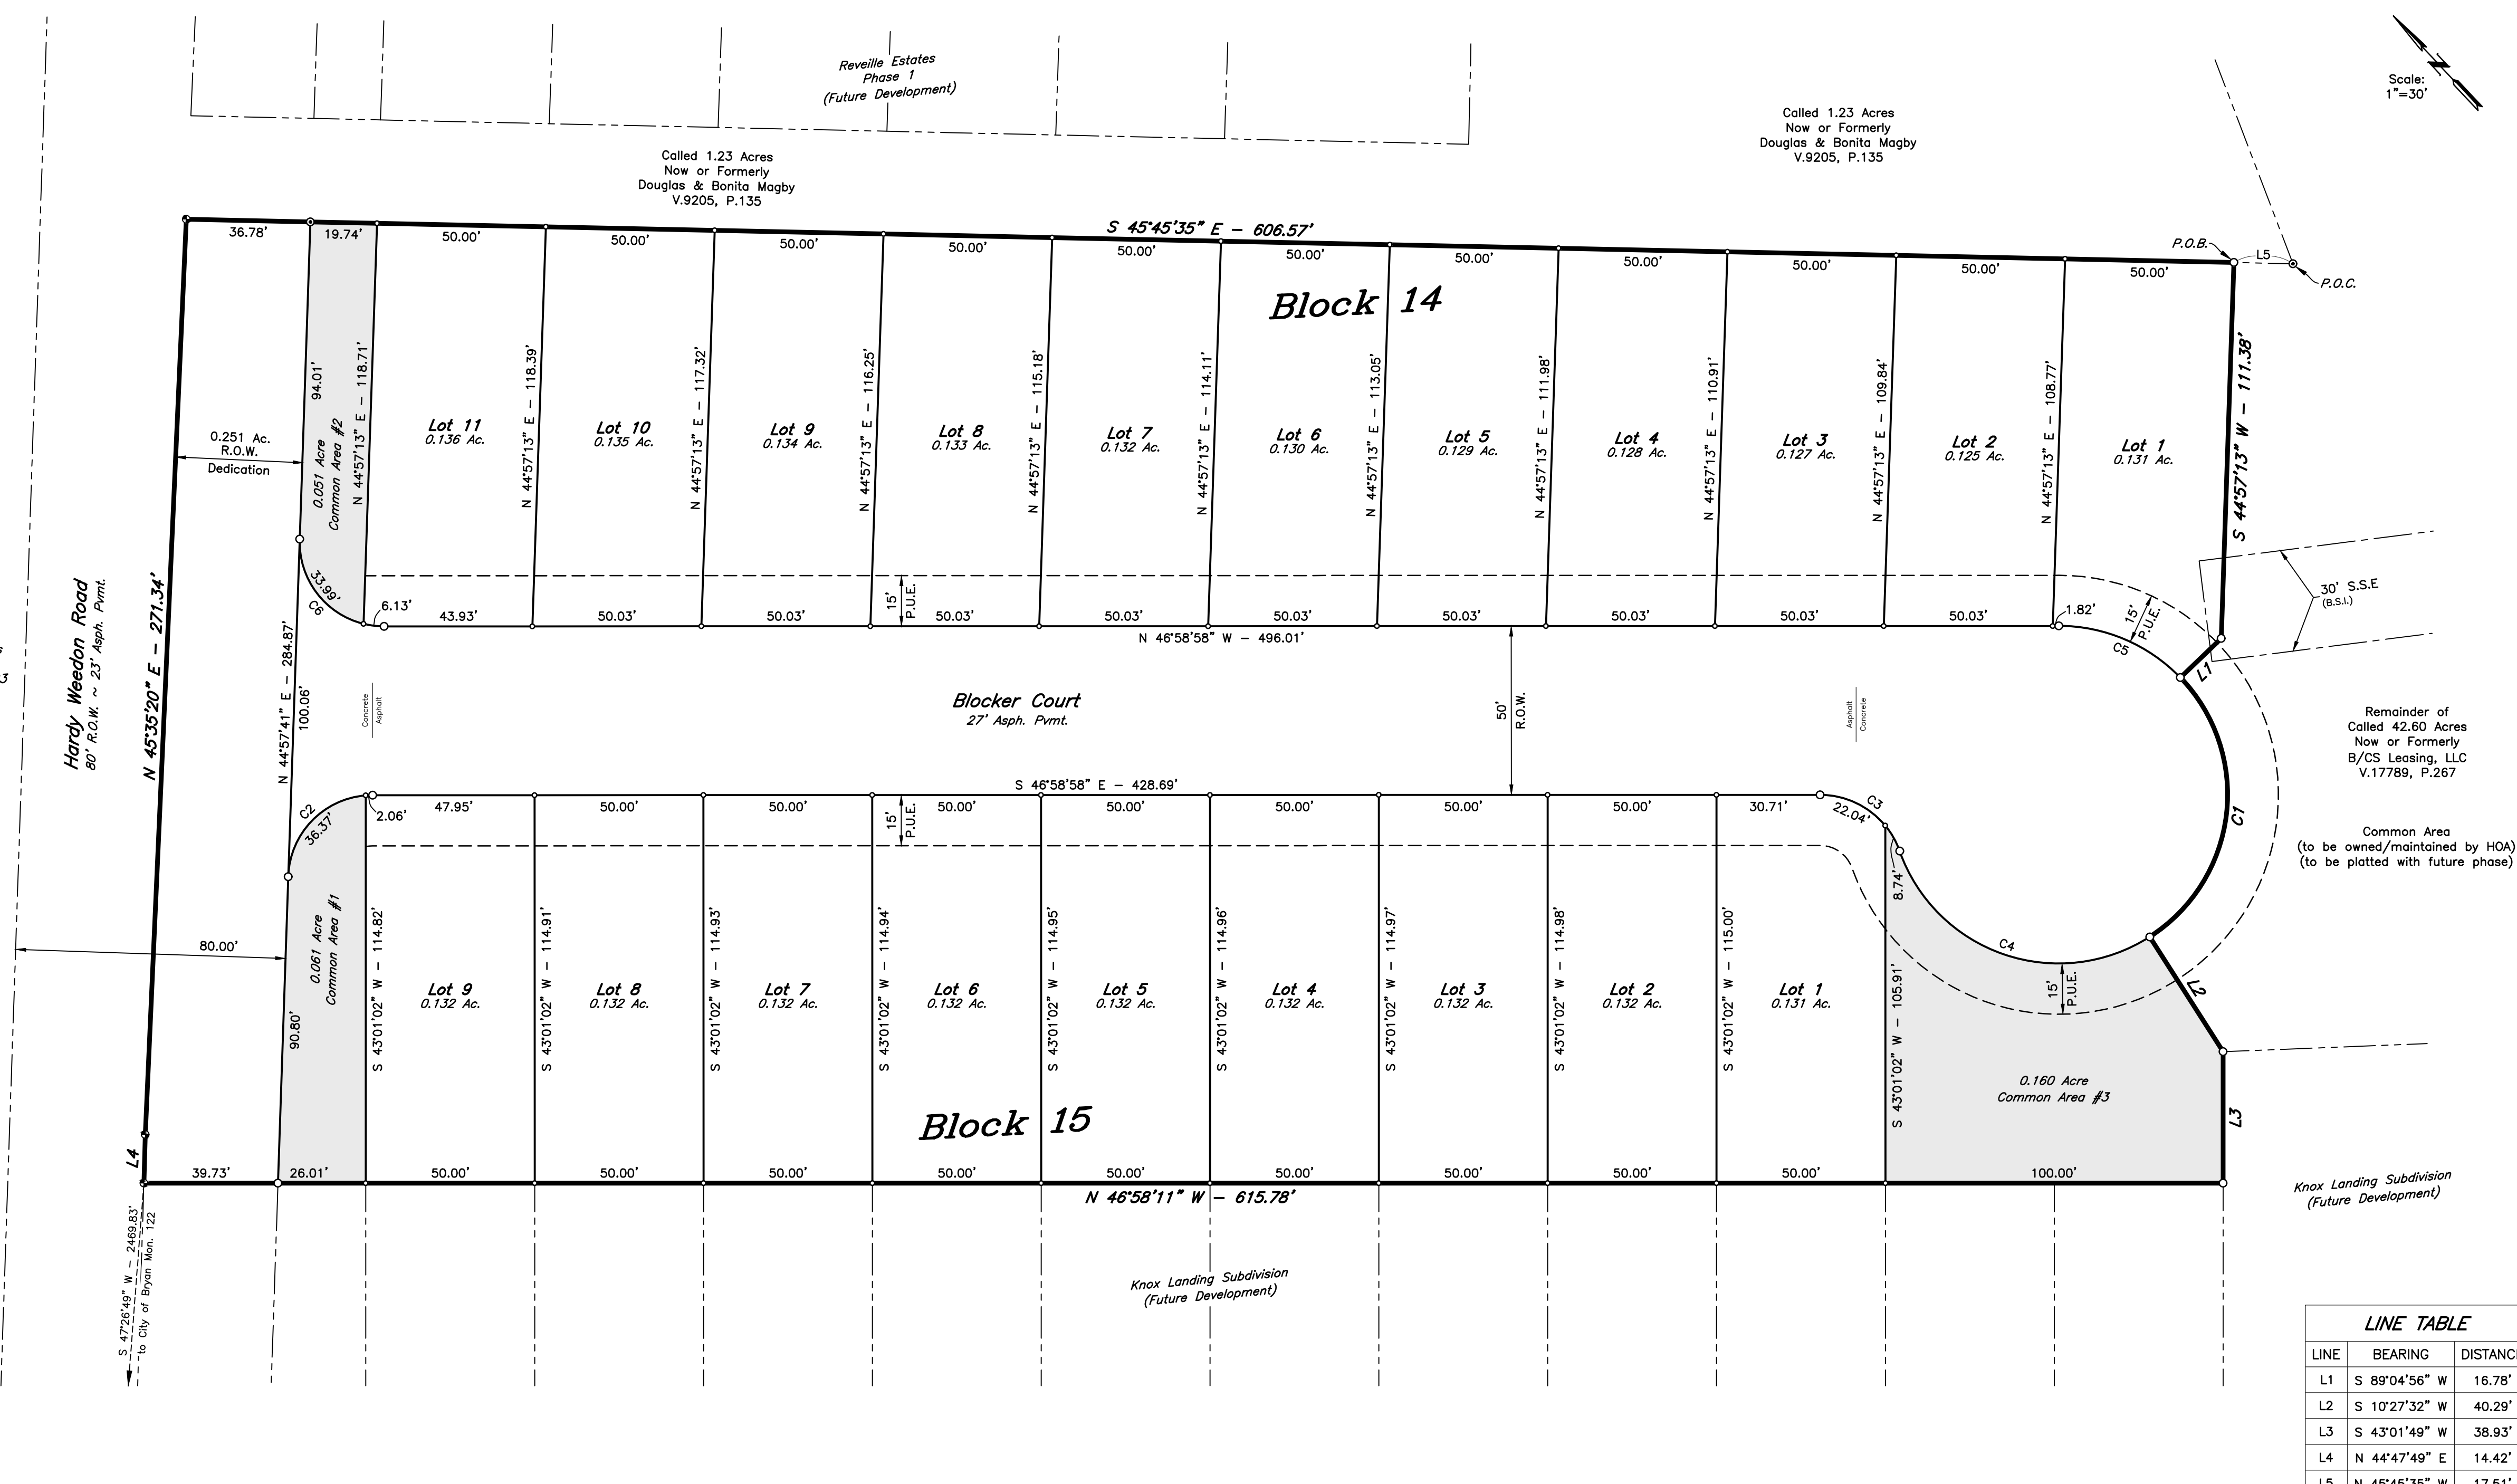 Reveille Estates
Phase 1
(Future Development)
Scale:
1"=30'
Called 1.23 Acres
Now or Formerly
Douglas & Bonita Magby
V.9205, P.135
Called 1.23 Acres
Now or Formerly
Douglas & Bonita Magby
V.9205, P.135
S 45°45'35" E - 606.57'
36.78'
19.74'
50.00'
50.00'
50.00'
50.00'
50.00'
50.00'
50.00'
50.00'
50.00'
50.00'
50.00'
P.O.B.
L5
P.O.C.
Block 14
94.01'
0.051 Acre
Common Area #2
N 44°57'13" E - 118.71'
N 44°57'13" E - 118.39'
N 44°57'13" E - 117.32'
N 44°57'13" E - 116.25'
N 44°57'13" E - 115.18'
N 44°57'13" E - 114.11'
N 44°57'13" E - 113.05'
N 44°57'13" E - 111.98'
N 44°57'13" E - 110.91'
N 44°57'13" E - 109.84'
N 44°57'13" E - 108.77'
S 44°57'13" W - 111.38'
0.251 Ac.
R.O.W.
Dedication
Lot 11
0.136 Ac.
Lot 10
0.135 Ac.
Lot 9
0.134 Ac.
Lot 8
0.133 Ac.
Lot 7
0.132 Ac.
Lot 6
0.130 Ac.
Lot 5
0.129 Ac.
Lot 4
0.128 Ac.
Lot 3
0.127 Ac.
Lot 2
0.125 Ac.
Lot 1
0.131 Ac.
33.99'
C6
6.13'
43.93'
50.03'
50.03'
15'
P.U.E.
50.03'
50.03'
50.03'
50.03'
50.03'
50.03'
1.82'
15'
P.U.E.
C5
L1
30' S.S.E
(B.S.I.)
N 46°58'58" W - 496.01'
Hardy Weedon Road
80' R.O.W. ~ 23' Asph. Pvmt.
N 45°35'20" E - 271.34'
N 44°57'41" E - 284.87'
100.06'
3
Concrete
Asphalt
Blocker Court
27' Asph. Pvmt.
50'
R.O.W.
Asphalt
Concrete
Remainder of
Called 42.60 Acres
Now or Formerly
B/CS Leasing, LLC
V.17789, P.267
Common Area
(to be owned/maintained by HOA)
(to be platted with future phase)
C1
S 46°58'58" E - 428.69'
C2
36.37'
2.06'
47.95'
50.00'
50.00'
15'
P.U.E.
50.00'
50.00'
50.00'
50.00'
50.00'
30.71'
22.04'
C3
8.74'
C4
15'
P.U.E.
L2
80.00'
90.80'
0.061 Acre
Common Area #1
S 43°01'02" W - 114.82'
S 43°01'02" W - 114.91'
S 43°01'02" W - 114.93'
S 43°01'02" W - 114.94'
S 43°01'02" W - 114.95'
S 43°01'02" W - 114.96'
S 43°01'02" W - 114.97'
S 43°01'02" W - 114.98'
S 43°01'02" W - 115.00'
S 43°01'02" W - 105.91'
Lot 9
0.132 Ac.
Lot 8
0.132 Ac.
Lot 7
0.132 Ac.
Lot 6
0.132 Ac.
Lot 5
0.132 Ac.
Lot 4
0.132 Ac.
Lot 3
0.132 Ac.
Lot 2
0.132 Ac.
Lot 1
0.131 Ac.
0.160 Acre
Common Area #3
L3
Block 15
L4
39.73'
26.01'
50.00'
50.00'
50.00'
50.00'
50.00'
50.00'
50.00'
50.00'
50.00'
100.00'
N 46°58'11" W - 615.78'
Knox Landing Subdivision
(Future Development)
S 47°26'49" W - 2469.83'
to City of Bryan Mon. 122
Knox Landing Subdivision
(Future Development)
LINE TABLE
LINE BEARING DISTANC
L1 S 89°04'56" W 16.78'
L2 S 10°27'32" W 40.29'
L3 S 43°01'49" W 38.93'
L4 N 44°47'49" E 14.42'
L5 N 45°45'35" W 17.51'